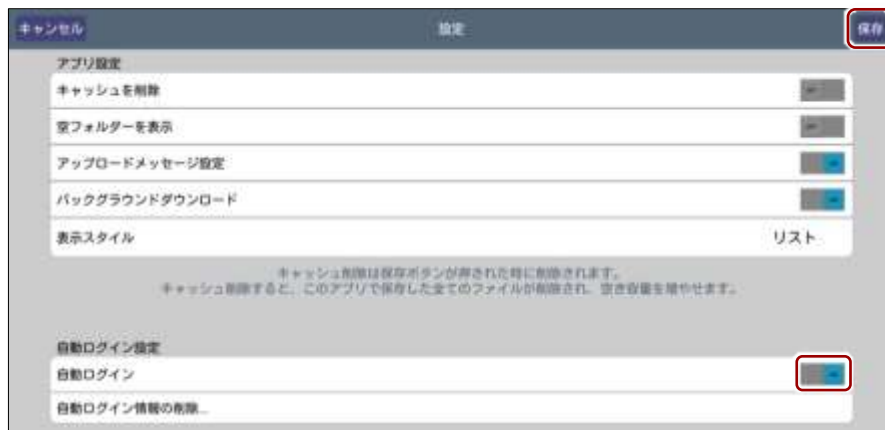 キャンセル
設定
保存
アプリ設定
キャッシュを削除
空フォルダーを表示
アップロードメッセージ設定
バックグラウンドダウンロード
表示スタイル
リスト
キャッシュ削除は保存ボタンが押された時に削除されます。
キャッシュ削除すると、このアプリで保存した全てのファイルが削除され、空き容量を増やせます。
自動ログイン設定
自動ログイン
自動ログイン情報の削除...